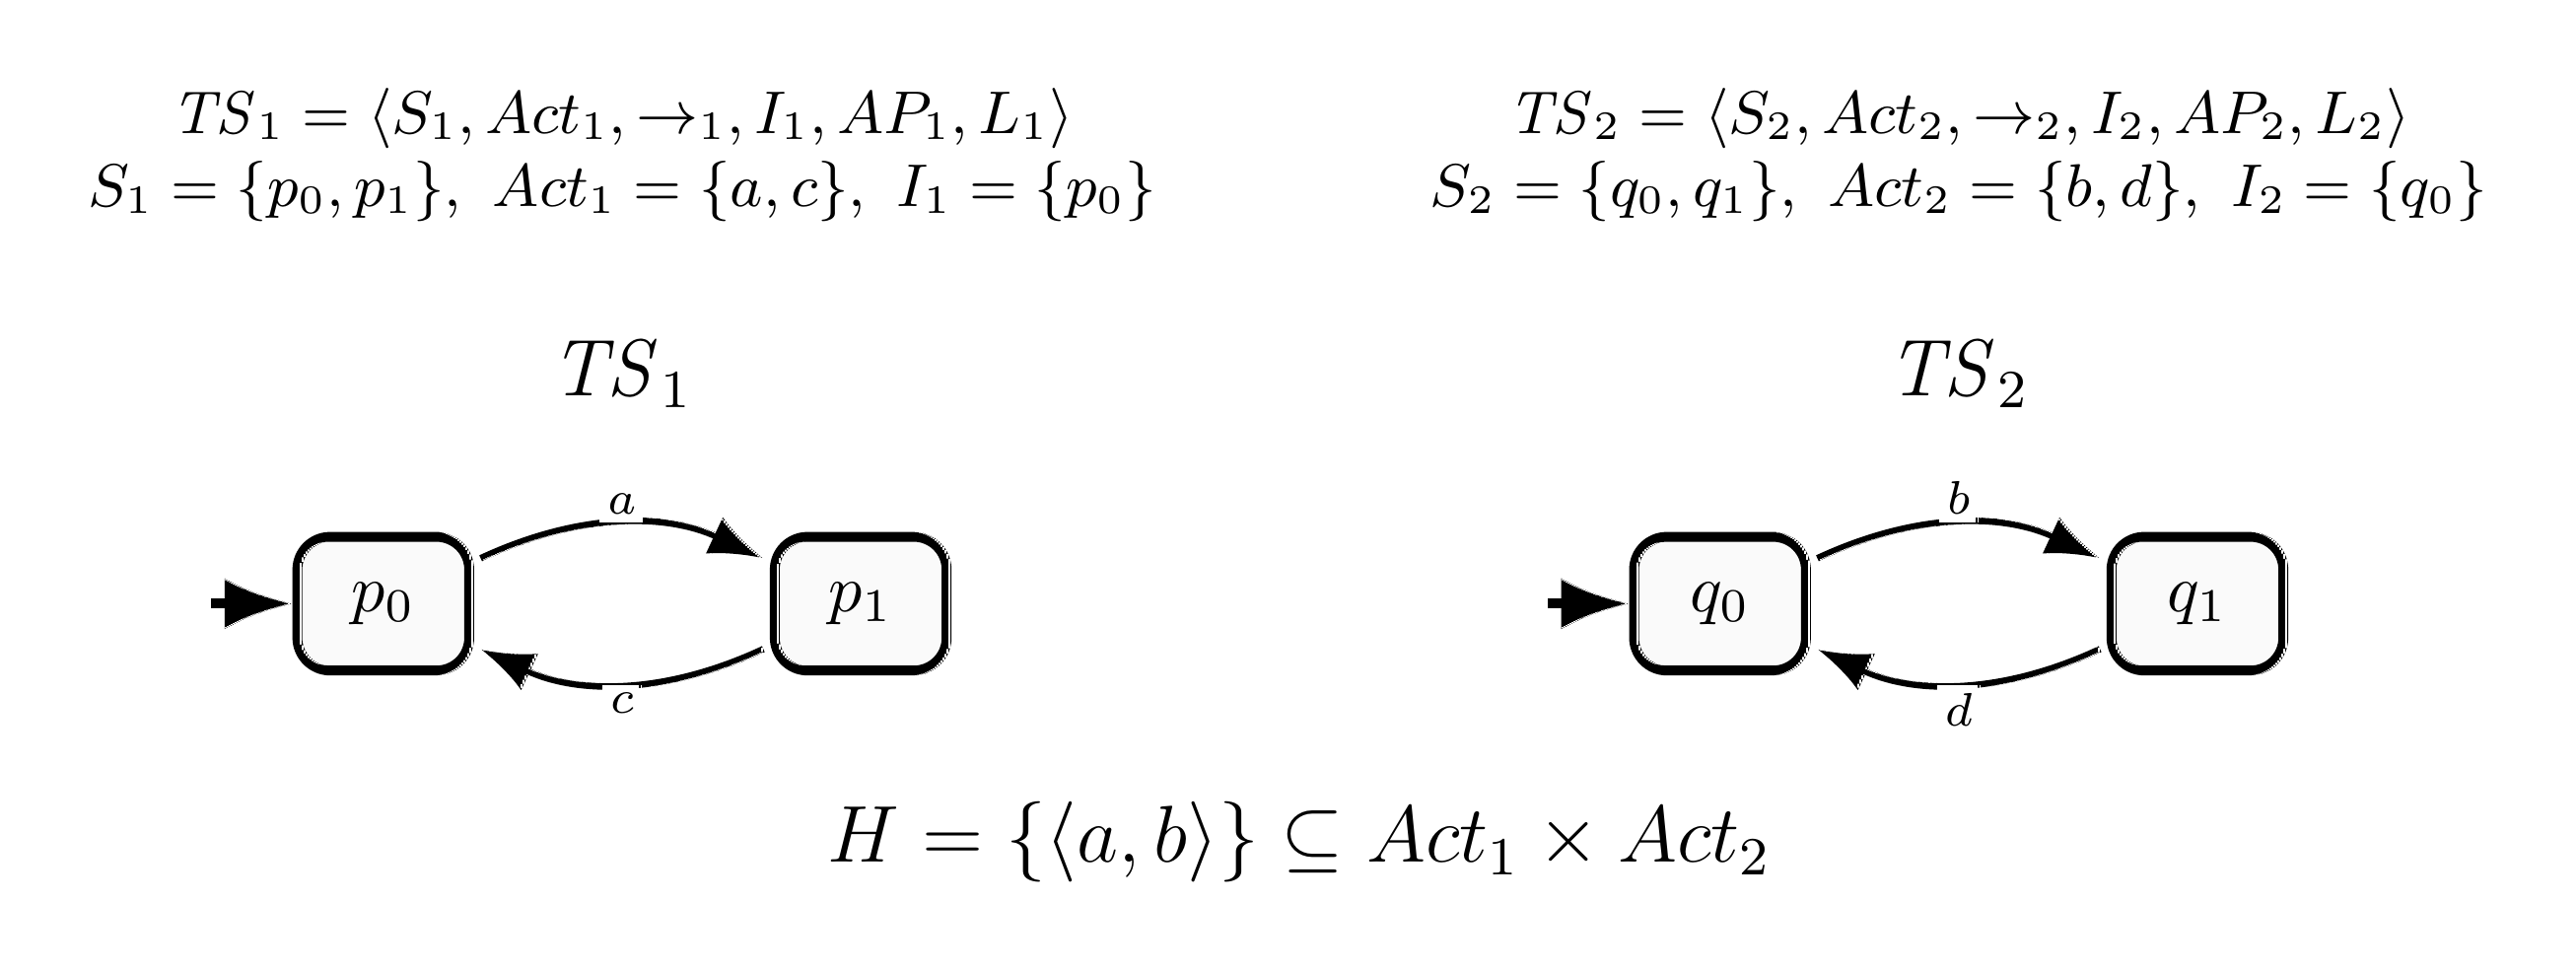 TS₁ = ⟨S₁, Act₁, →₁, I₁, AP₁, L₁⟩
S₁ = {p₀, p₁}, Act₁ = {a, c}, I₁ = {p₀}
TS₂ = ⟨S₂, Act₂, →₂, I₂, AP₂, L₂⟩
S₂ = {q₀, q₁}, Act₂ = {b, d}, I₂ = {q₀}
TS₁
a
p₀
p₁
c
TS₂
b
q₀
q₁
d
H = {⟨a, b⟩} ⊆ Act₁ × Act₂